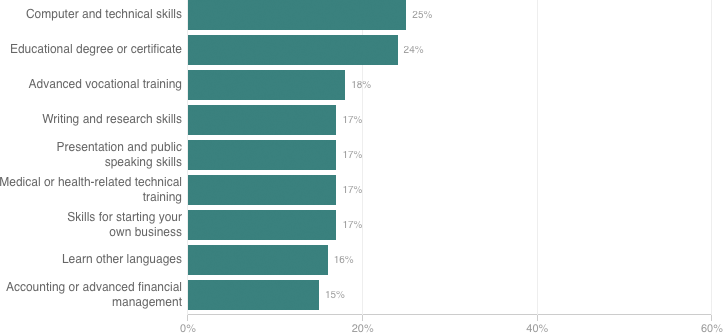 Computer and technical skills
25%
Educational degree or certificate
24%
Advanced vocational training
18%
Writing and research skills
17%
Presentation and public
speaking skills
17%
Medical or health-related technical
training
17%
Skills for starting your
own business
17%
Learn other languages
16%
Accounting or advanced financial
management
15%
0%
20%
40%
60%